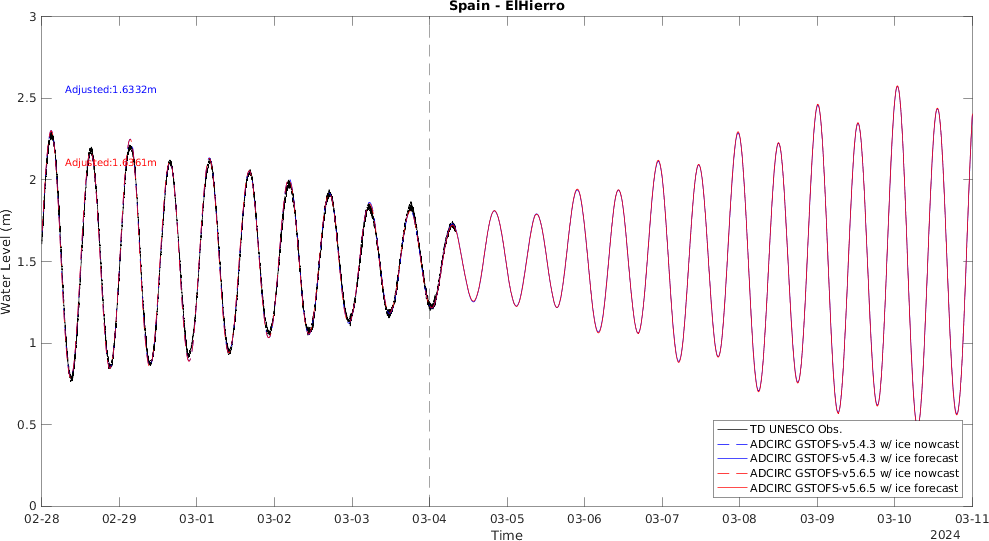 Spain - ElHierro
Water Level (m)
3
2.5
2
1.5
1
0.5
0
Adjusted:1.6332m
Adjusted:1.6361m
TD UNESCO Obs.
ADCIRC GSTOFS-v5.4.3 w/ ice nowcast
ADCIRC GSTOFS-v5.4.3 w/ ice forecast
ADCIRC GSTOFS-v5.6.5 w/ ice nowcast
ADCIRC GSTOFS-v5.6.5 w/ ice forecast
02-28 02-29 03-01 03-02 03-03 03-04 03-05 03-06 03-07 03-08 03-09 03-10 03-11
Time
2024